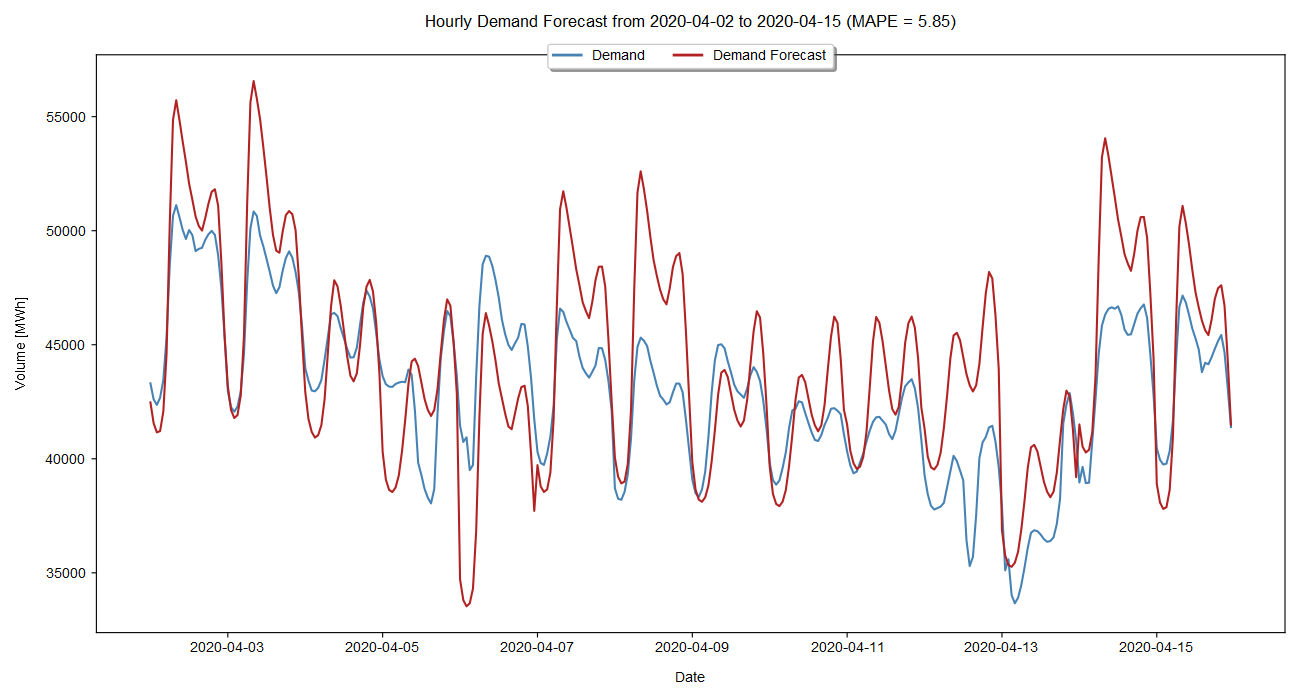 Hourly Demand Forecast from 2020-04-02 to 2020-04-15 (MAPE = 5.85)
Demand
Demand Forecast
55000
50000
45000
40000
35000
Volume [MWh]
2020-04-03
2020-04-05
2020-04-07
2020-04-09
2020-04-11
2020-04-13
2020-04-15
Date